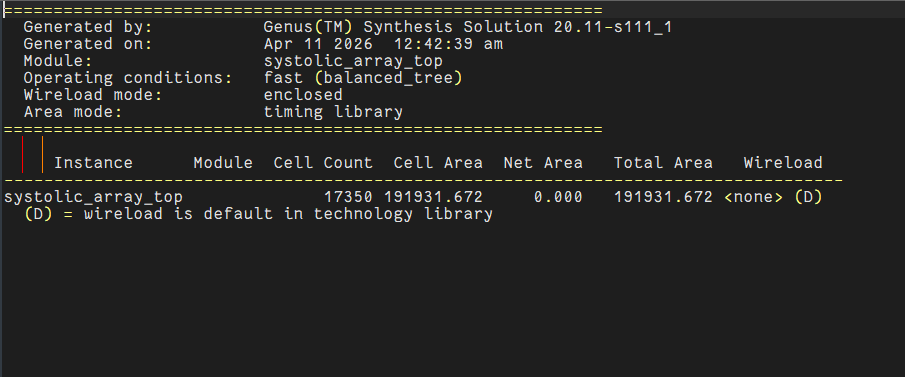 ============================================================
  Generated by:           Genus(TM) Synthesis Solution 20.11-s111_1
  Generated on:           Apr 11 2026  12:42:39 am
  Module:                 systolic_array_top
  Operating conditions:   fast (balanced_tree)
  Wireload mode:          enclosed
  Area mode:              timing library
============================================================
     Instance      Module  Cell Count  Cell Area  Net Area   Total Area   Wireload
------------------------------------------------------------------------------------
systolic_array_top              17350 191931.672     0.000   191931.672 <none> (D)
  (D) = wireload is default in technology library